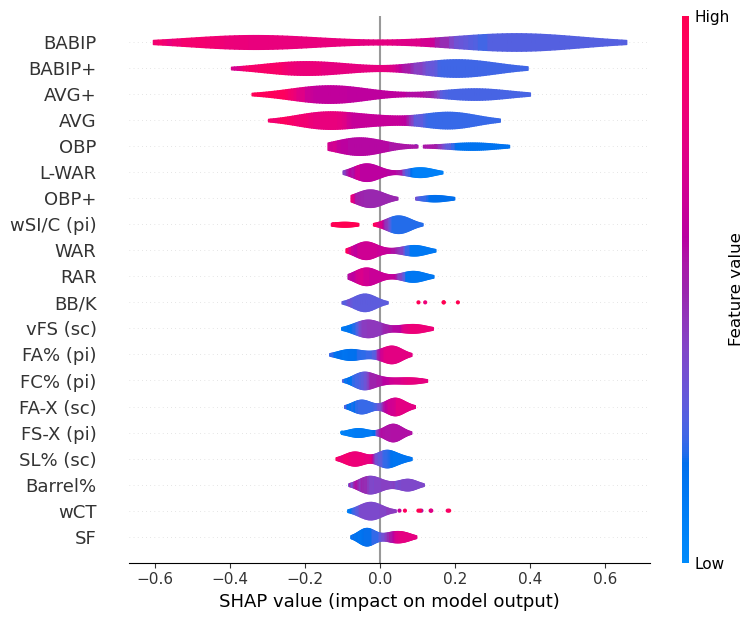 High
BABIP
BABIP+
AVG+
AVG
OBP
L-WAR
OBP+
wSI/C (pi)
WAR
RAR
BB/K
vFS (sc)
FA% (pi)
FC% (pi)
FA-X (sc)
FS-X (pi)
SL% (sc)
Barrel%
wCT
SF
Feature value
Low
−0.6 −0.4 −0.2 0.0 0.2 0.4 0.6
SHAP value (impact on model output)